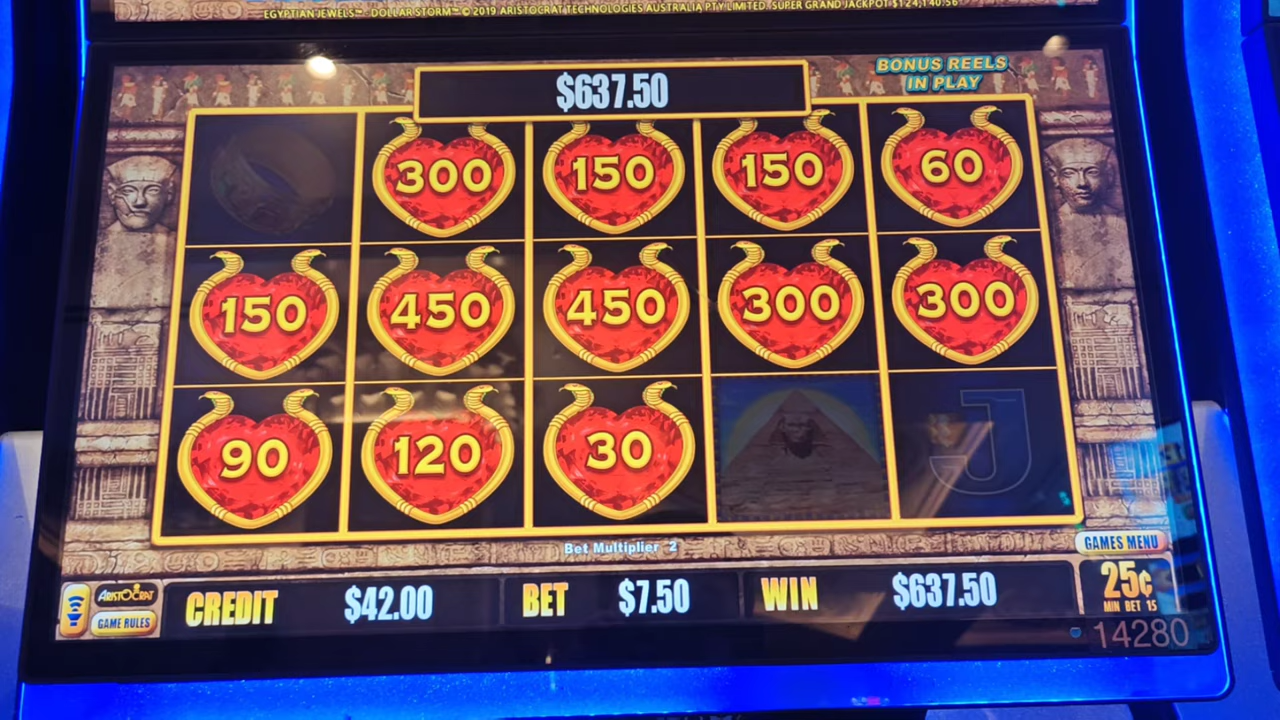 EGYPTIAN JEWELS™ - DOLLAR STORM™ © 2019 ARISTOCRAT TECHNOLOGIES AUSTRALIA PTY LIMITED. SUPER GRAND JACKPOT $124,140.56
$637.50
BONUS REELS
IN PLAY
300 150 150 60
150 450 450 300 300
90 120 30
J
Bet Multiplier 2
GAMES MENU
ARISTOCRAT
GAME RULES
CREDIT $42.00 BET $7.50 WIN $637.50
25¢
MIN BET 15
14280